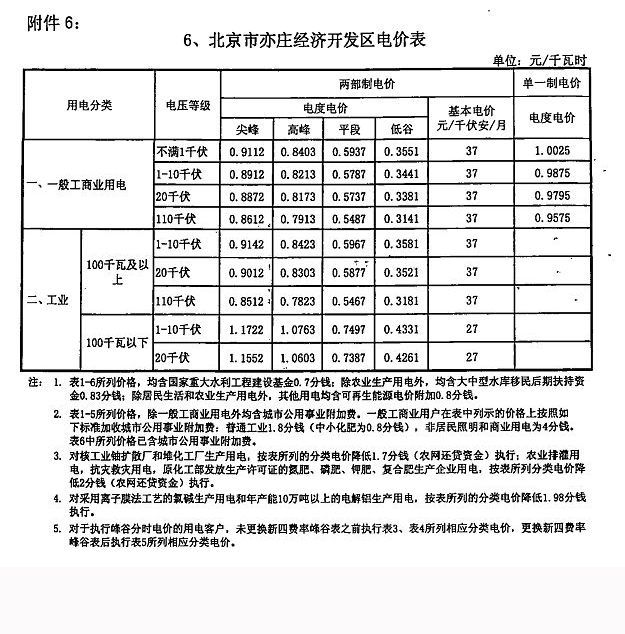 附件6：
6、北京市亦庄经济开发区电价表
单位：元/千瓦时
用电分类 电压等级 两部制电价 单一制电价
电度电价 基本电价 元/千伏安/月 电度电价
尖峰 高峰 平段 低谷
一、一般工商业用电 不满1千伏 0.9112 0.8403 0.5937 0.3551 37 1.0025
1-10千伏 0.8912 0.8213 0.5787 0.3441 37 0.9875
20千伏 0.8872 0.8173 0.5737 0.3381 37 0.9795
110千伏 0.8612 0.7913 0.5487 0.3141 37 0.9575
二、工业 100千瓦及以上 1-10千伏 0.9142 0.8423 0.5967 0.3581 37
20千伏 0.9012 0.8303 0.5877 0.3521 37
110千伏 0.8512 0.7823 0.5467 0.3181 37
100千瓦以下 1-10千伏 1.1722 1.0763 0.7497 0.4331 27
20千伏 1.1552 1.0603 0.7387 0.4261 27
注： 1. 表1-6所列价格，均含国家重大水利工程建设基金0.7分钱；除农业生产用电外，均含大中型水库移民后期扶持资
金0.83分钱；除居民生活和农业生产用电外，其他用电均含可再生能源电价附加0.8分钱。
2. 表1-5所列价格，除一般工商业用电外均含城市公用事业附加费。一般工商业用户在表中列示的价格上按照如
下标准加收城市公用事业附加费：普通工业1.8分钱（中小化肥为0.8分钱），非居民照明和商业用电为4分钱。
表6中所列价格已含城市公用事业附加费。
3. 对核工业铀扩散厂和堆化工厂生产用电，按表所列的分类电价降低1.7分钱（农网还贷资金）执行；农业排灌用
电，抗灾救灾用电，原化工部发放生产许可证的氮肥、磷肥、钾肥、复合肥生产企业用电，按表所列分类电价降
低2分钱（农网还贷资金）执行。
4. 对采用离子膜法工艺的氯碱生产用电和年产能10万吨以上的电解铝生产用电，按表所列的分类电价降低1.98分钱
执行。
5. 对于执行峰谷分时电价的用电客户，未更换新四费率峰谷表之前执行表3、表4所列相应分类电价，更换新四费率
峰谷表后执行表5所列相应分类电价。